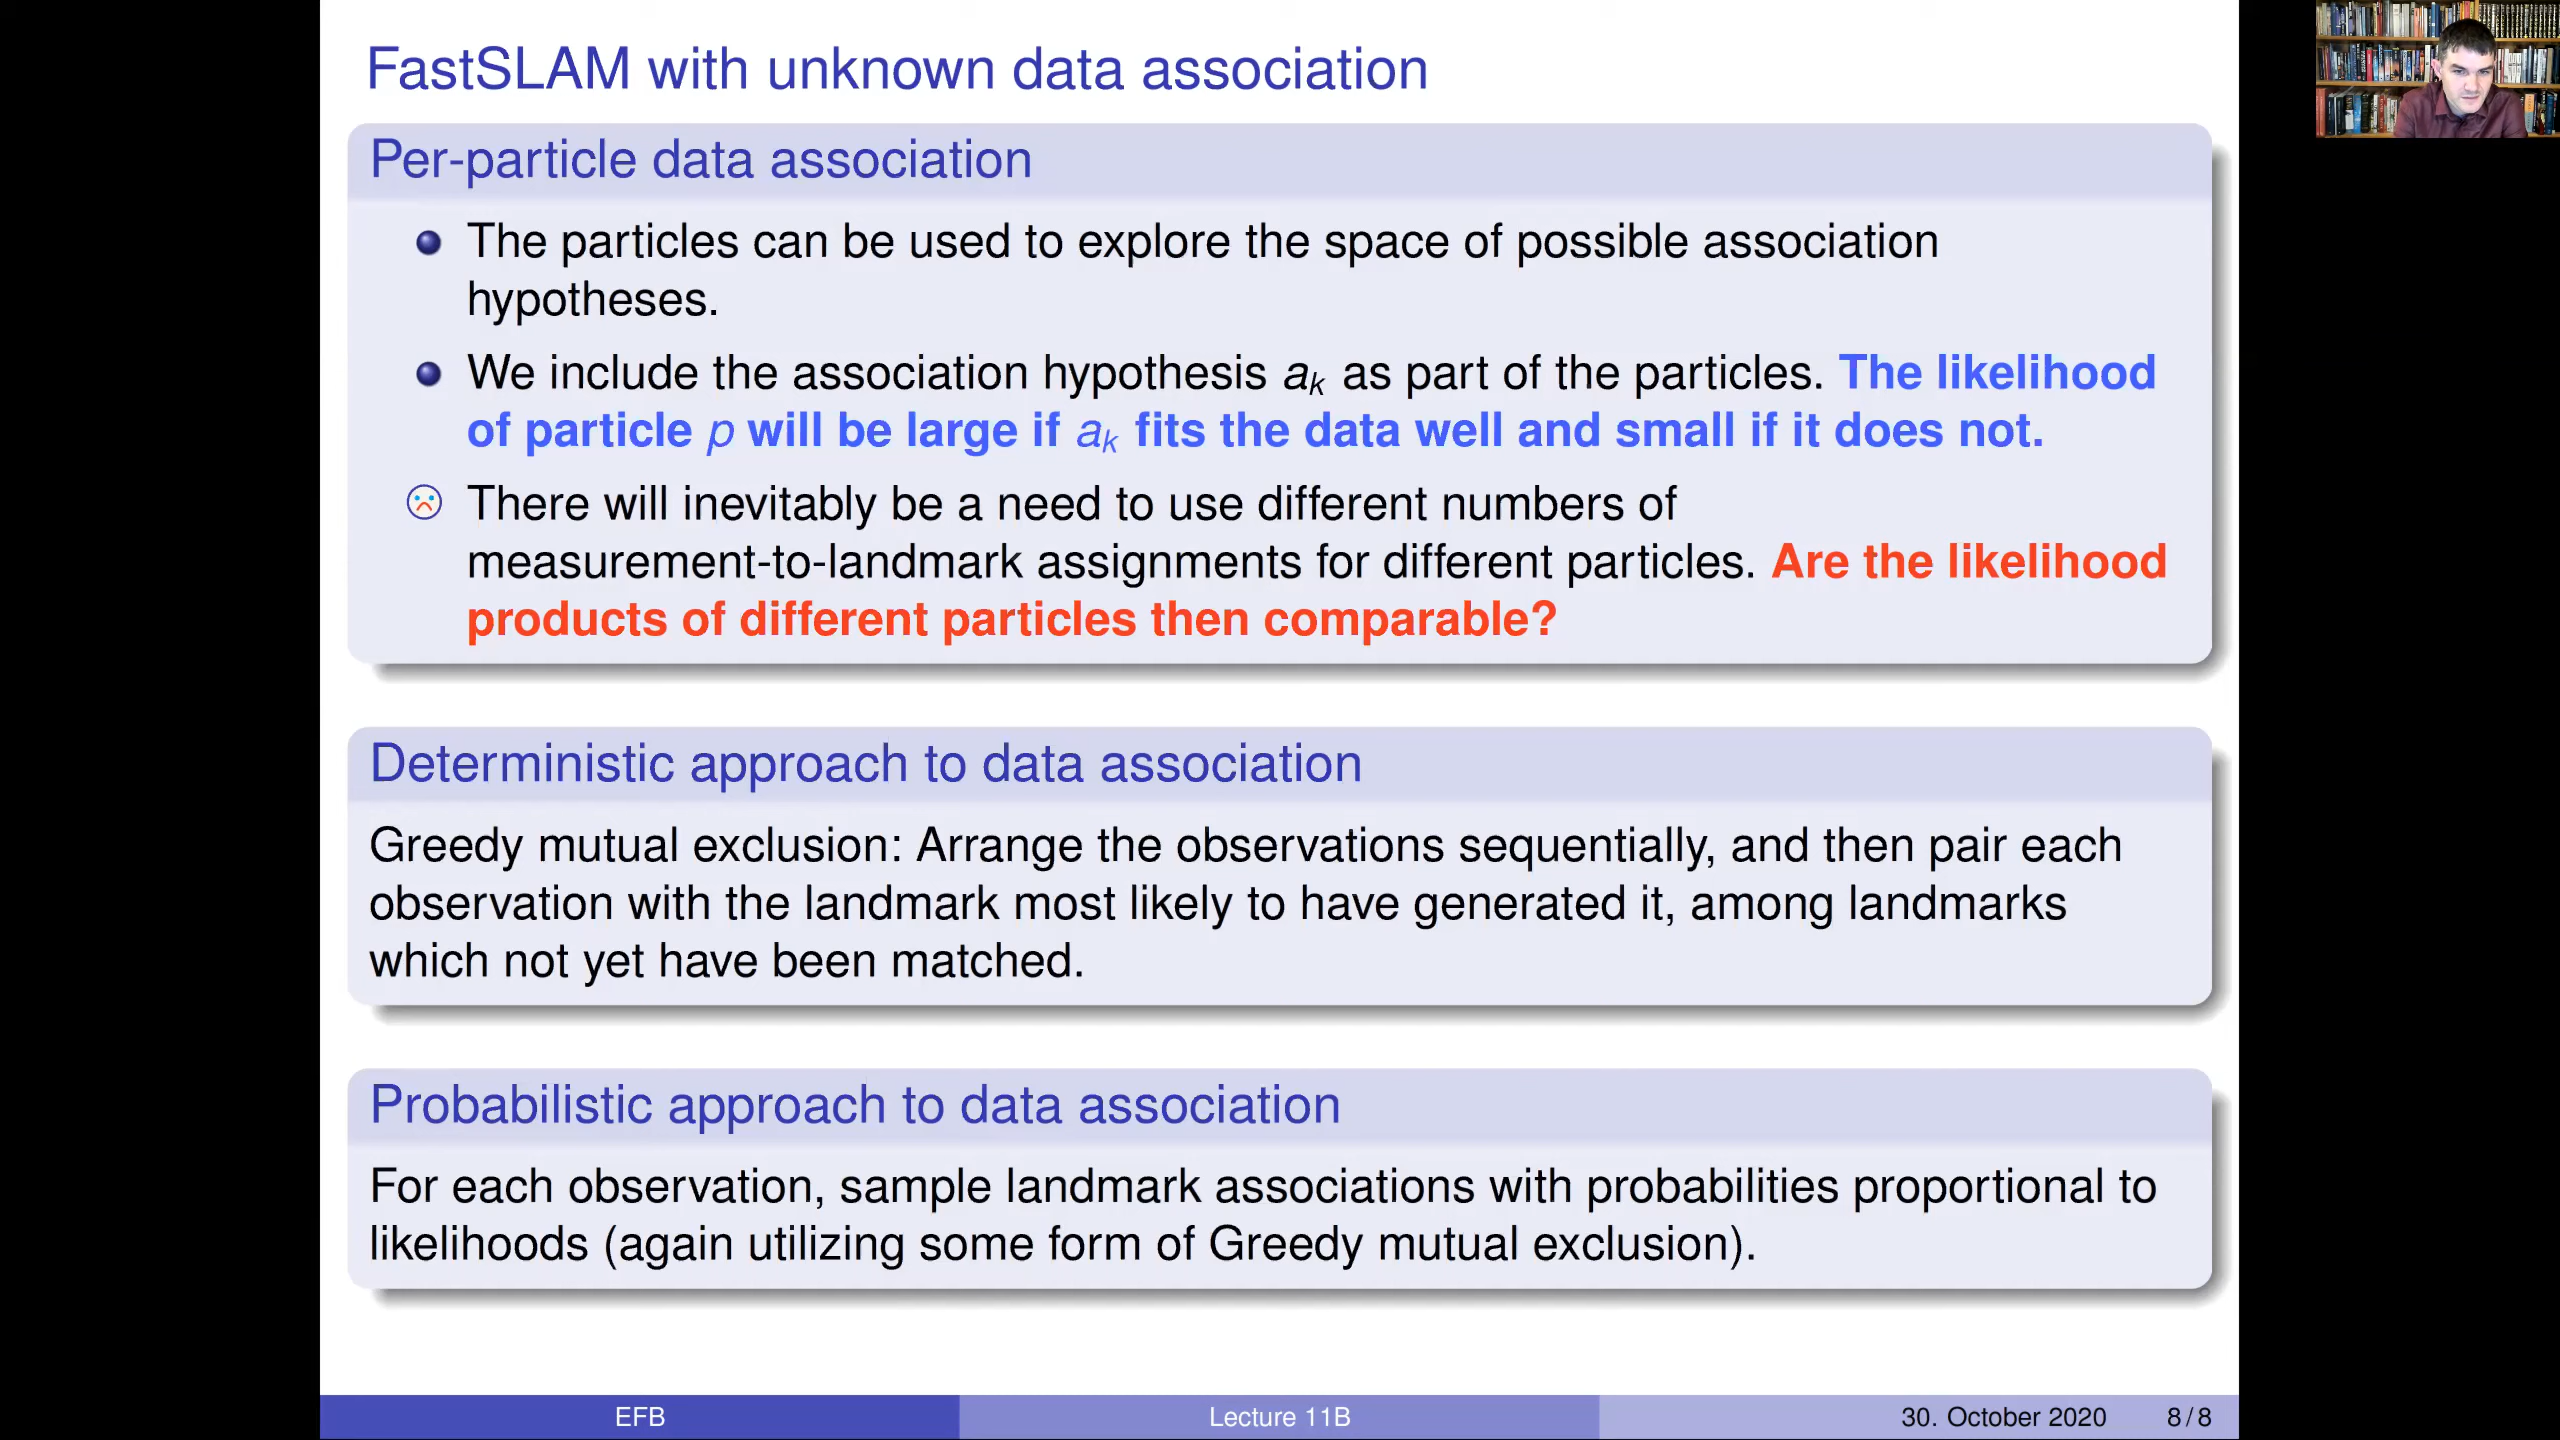 FastSLAM with unknown data association
Per-particle data association
The particles can be used to explore the space of possible association
hypotheses.
We include the association hypothesis a_k as part of the particles. The likelihood
of particle p will be large if a_k fits the data well and small if it does not.
There will inevitably be a need to use different numbers of
measurement-to-landmark assignments for different particles. Are the likelihood
products of different particles then comparable?
Deterministic approach to data association
Greedy mutual exclusion: Arrange the observations sequentially, and then pair each
observation with the landmark most likely to have generated it, among landmarks
which not yet have been matched.
Probabilistic approach to data association
For each observation, sample landmark associations with probabilities proportional to
likelihoods (again utilizing some form of Greedy mutual exclusion).
EFB Lecture 11B 30. October 2020 8/8